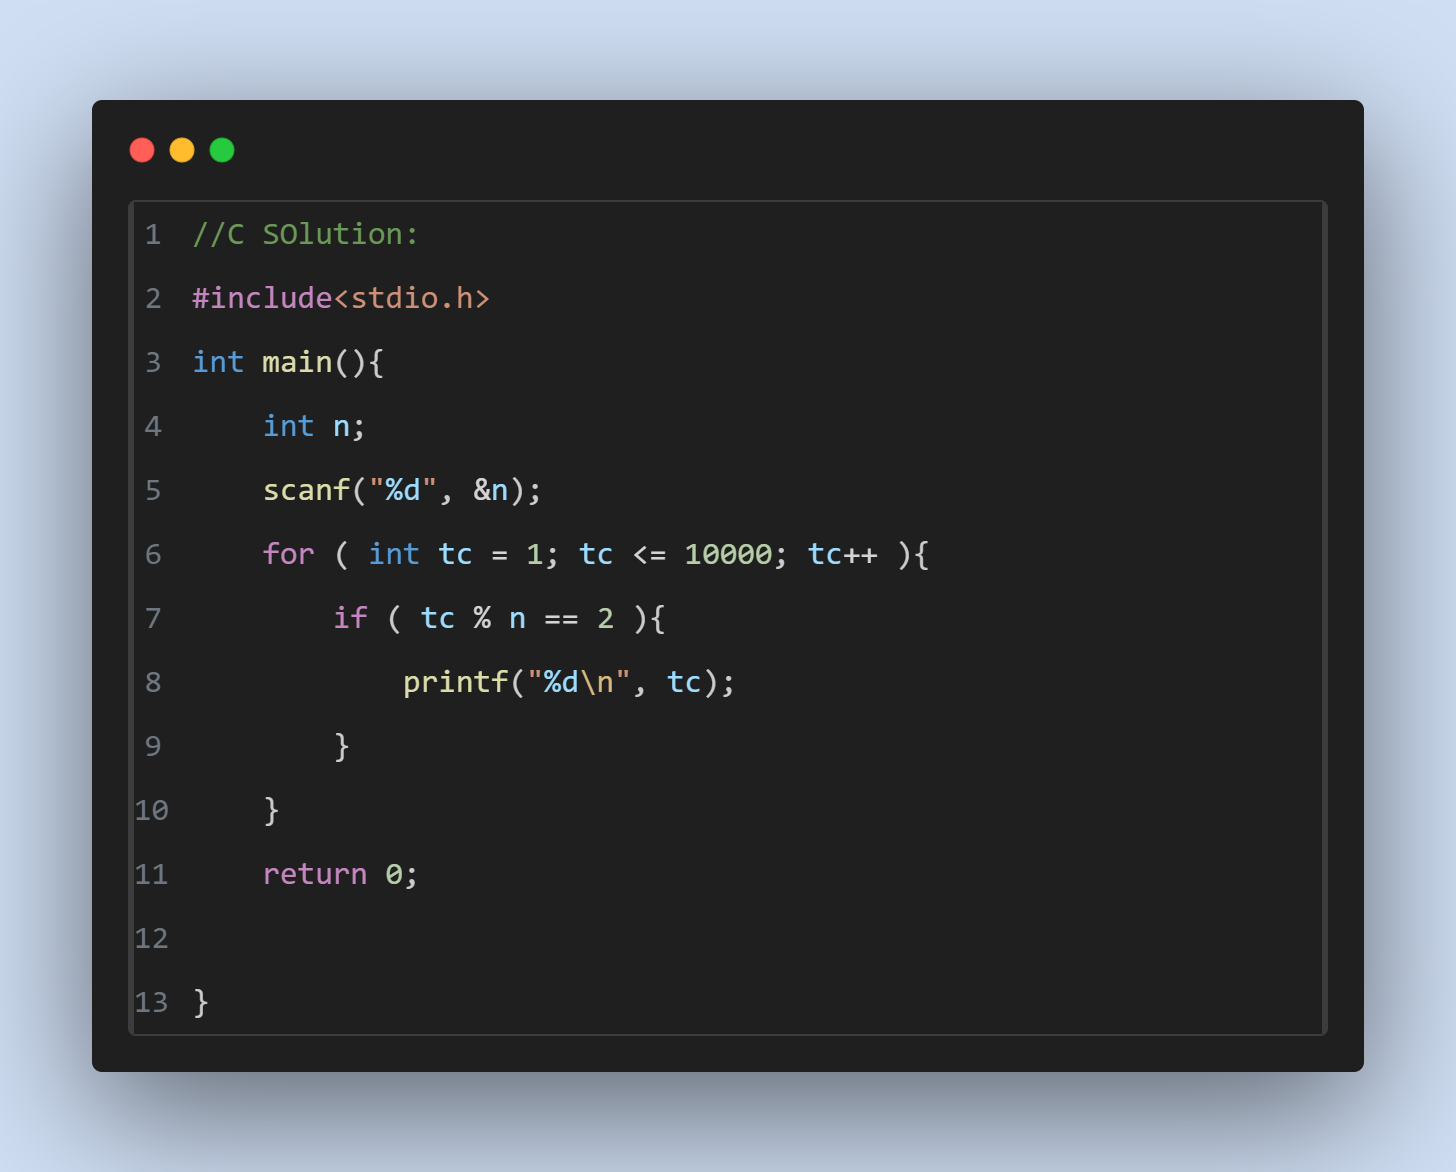 1 //C SOlution:
2 #include<stdio.h>
3 int main(){
4     int n;
5     scanf("%d", &n);
6     for ( int tc = 1; tc <= 10000; tc++ ){
7         if ( tc % n == 2 ){
8             printf("%d\n", tc);
9         }
10     }
11     return 0;
12
13 }